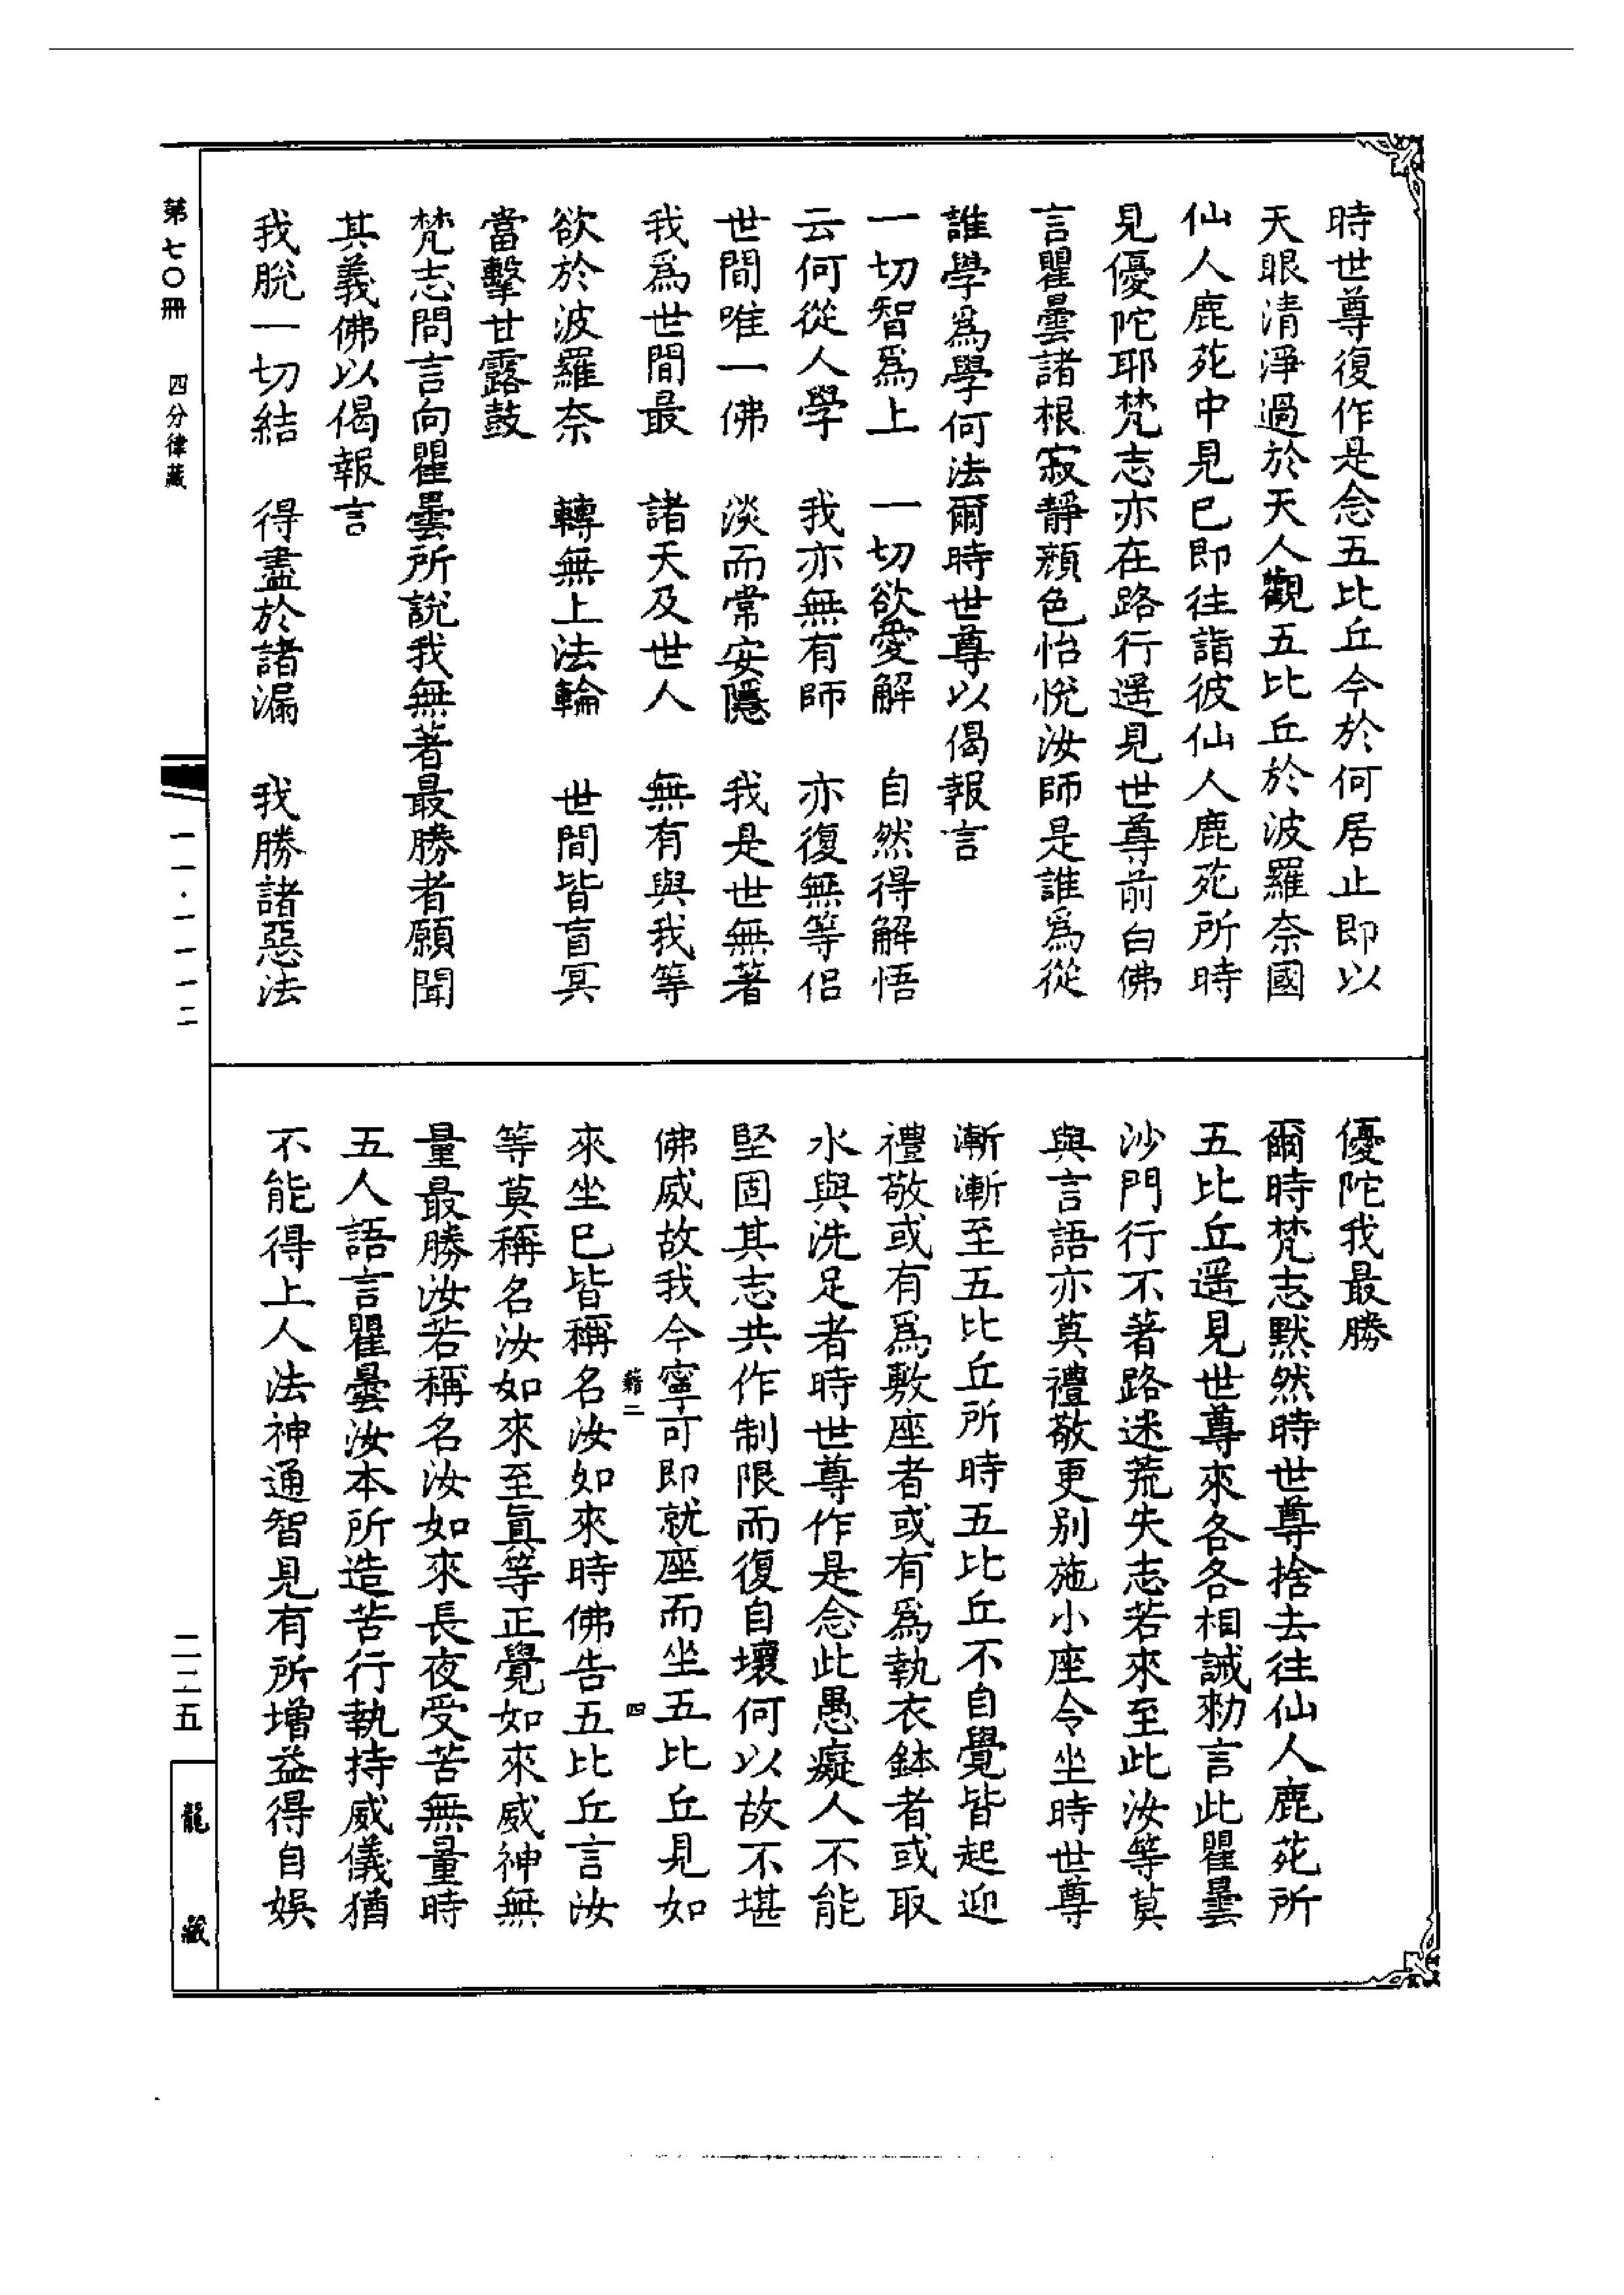 時世尊復作是念五比丘今於何居止即以
天眼清淨過於天人觀五比丘於波羅奈國
仙人鹿苑中見已即往詣彼仙人鹿苑所時
見優陀耶梵志亦在路行遥見世尊前白佛
言瞿曇諸根寂靜顏色怡悅汝師是誰爲從
誰學爲學何法爾時世尊以偈報言
一切智爲上　一切欲愛解　自然得解悟
云何從人學　我亦無有師　亦復無等侣
世間唯一佛　淡而常安隱　我是世無著
我爲世間最　諸天及世人　無有與我等
欲於波羅奈　轉無上法輪　世間皆盲冥
當擊甘露鼓
梵志問言向瞿曇所說我無著最勝者願聞
其義佛以偈報言
我脫一切結　得盡於諸漏　我勝諸惡法
優陀我最勝
爾時梵志默然時世尊捨去往仙人鹿苑所
五比丘遥見世尊來各各相誡勑言此瞿曇
沙門行不著路迷荒失志若來至此汝等莫
與言語亦莫禮敬更別施小座令坐時世尊
漸漸至五比丘所時五比丘不自覺皆起迎
禮敬或有爲敷座者或有爲執衣鉢者或取
水與洗足者時世尊作是念此愚癡人不能
堅固其志共作制限而復自壞何以故不堪
佛威故我今寧可即就座而坐五比丘見如
籍二　四
來坐已皆稱名汝如來時佛告五比丘言汝
等莫稱名汝如來至眞等正覺如來威神無
量最勝汝若稱名汝如來長夜受苦無量時
五人語言瞿曇汝本所造苦行執持威儀猶
不能得上人法神通智見有所增益得自娛
第七〇冊　四分律藏
一一·一一一二
二二五
龍藏